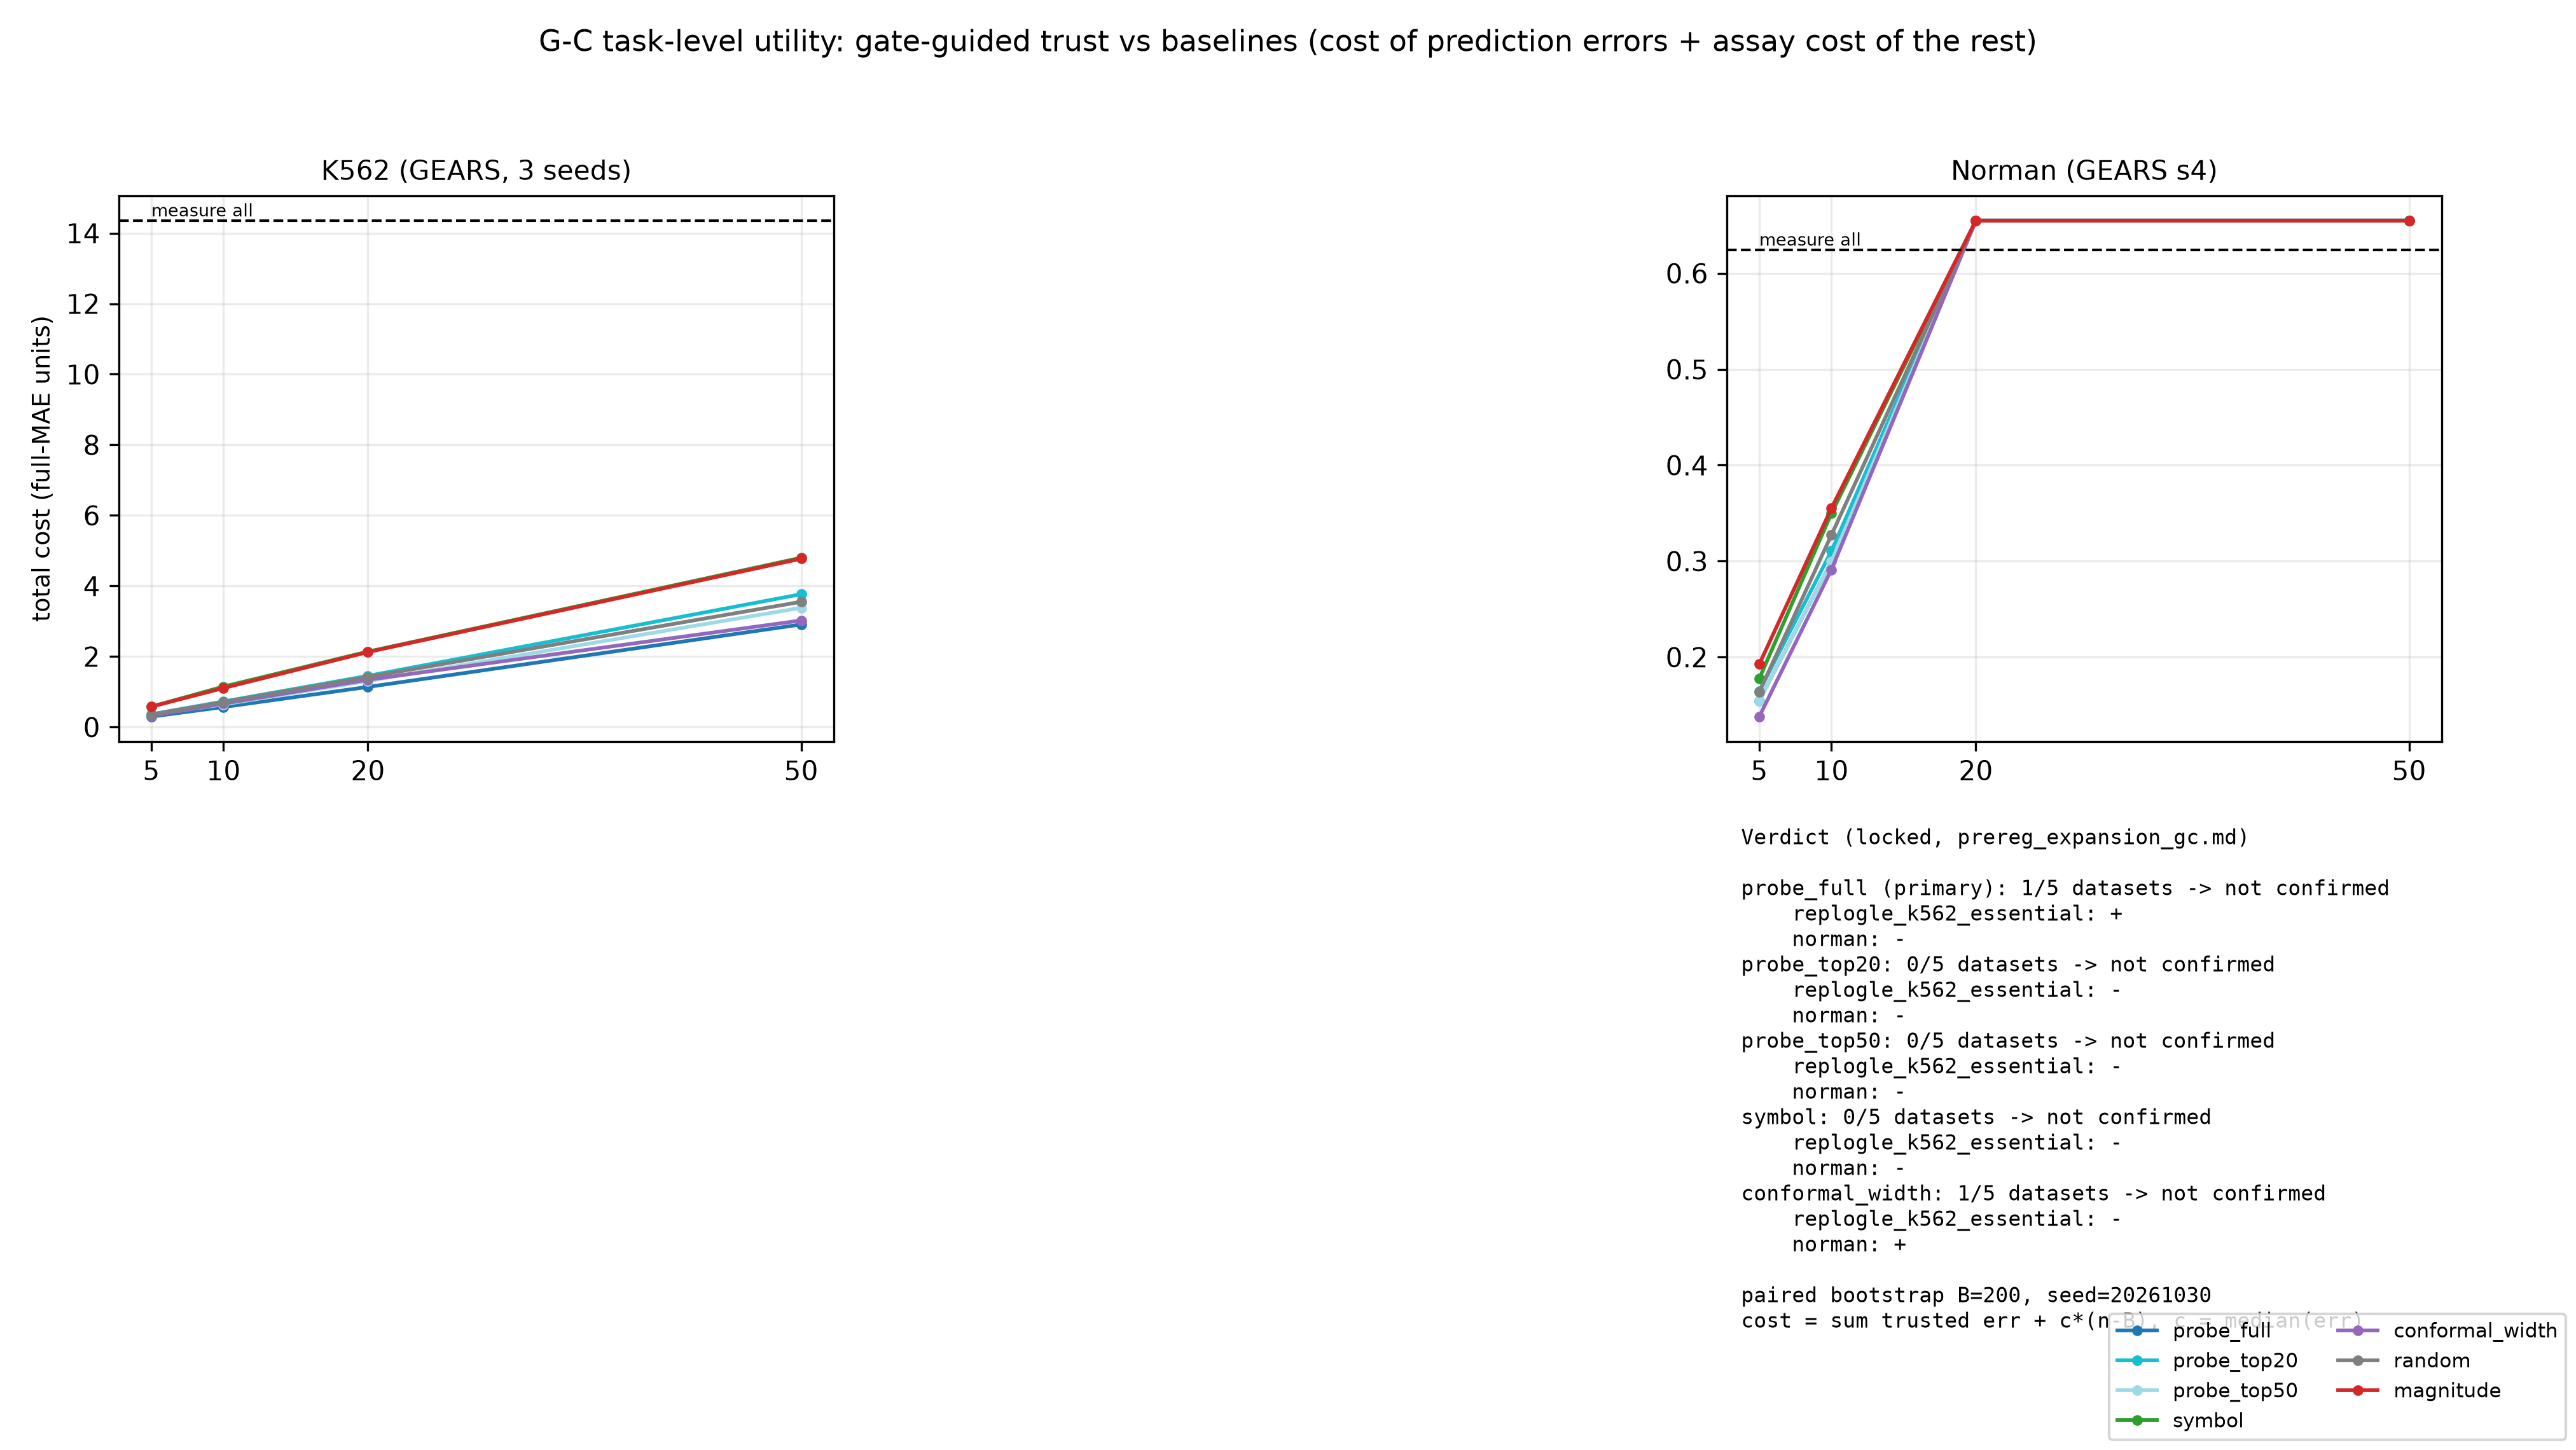 G-C task-level utility: gate-guided trust vs baselines (cost of prediction errors + assay cost of the rest)
K562 (GEARS, 3 seeds)
measure all
total cost (full-MAE units)
14
12
10
8
6
4
2
0
5 10 20 50
Norman (GEARS s4)
measure all
0.6
0.5
0.4
0.3
0.2
5 10 20 50
Verdict (locked, prereg_expansion_gc.md)
probe_full (primary): 1/5 datasets -> not confirmed
replogle_k562_essential: +
norman: -
probe_top20: 0/5 datasets -> not confirmed
replogle_k562_essential: -
norman: -
probe_top50: 0/5 datasets -> not confirmed
replogle_k562_essential: -
norman: -
symbol: 0/5 datasets -> not confirmed
replogle_k562_essential: -
norman: -
conformal_width: 1/5 datasets -> not confirmed
replogle_k562_essential: -
norman: +
paired bootstrap B=200, seed=20261030
cost = sum trusted err + c*(n-B), c = median(err)
probe_full
probe_top20
probe_top50
symbol
conformal_width
random
magnitude